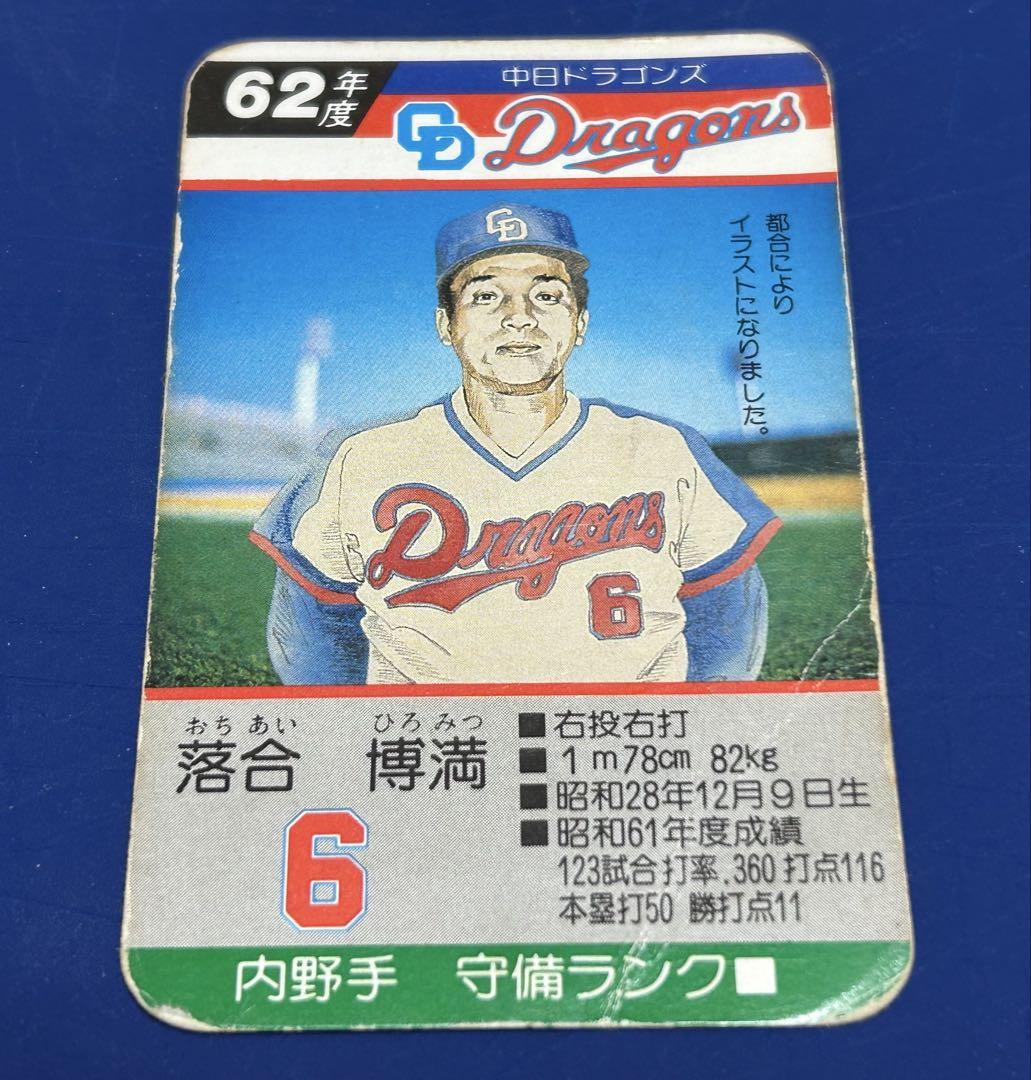 62年度
中日ドラゴンズ
CD Dragons
CD
都合により
イラストになりました。
Dragons
6
おち あい ひろ みつ
落合 博満
6
■右投右打
■1m78cm 82kg
■昭和28年12月9日生
■昭和61年度成績
123試合打率.360打点116
本塁打50 勝打点11
内野手 守備ランク■